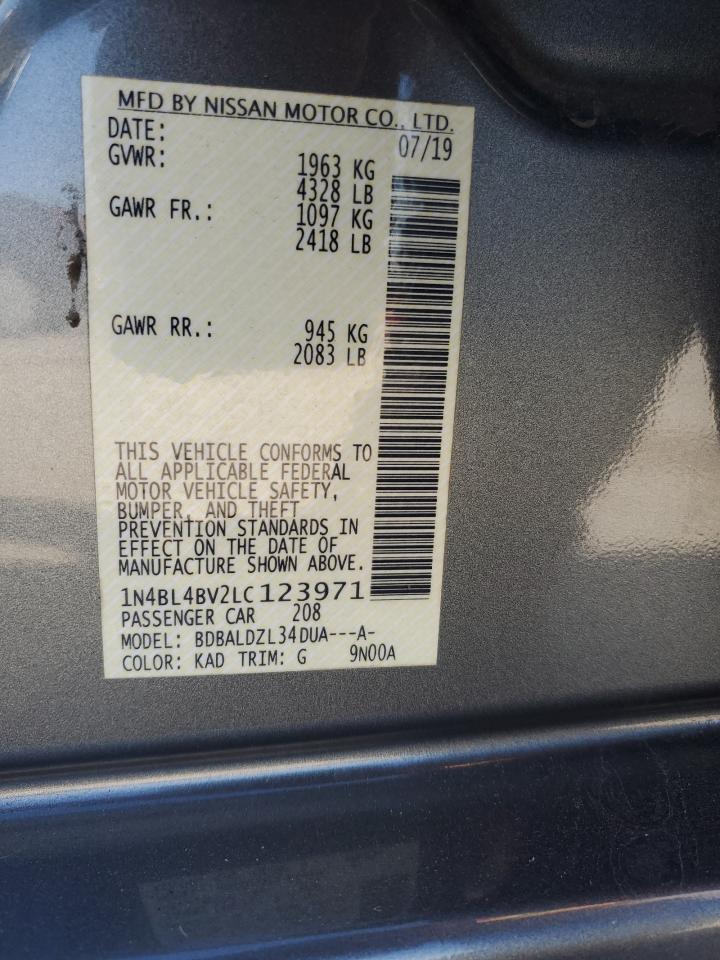 MFD BY NISSAN MOTOR CO., LTD.
DATE: 07/19
GVWR: 1963 KG
4328 LB
GAWR FR.: 1097 KG
2418 LB
GAWR RR.: 945 KG
2083 LB
THIS VEHICLE CONFORMS TO
ALL APPLICABLE FEDERAL
MOTOR VEHICLE SAFETY,
BUMPER, AND THEFT
PREVENTION STANDARDS IN
EFFECT ON THE DATE OF
MANUFACTURE SHOWN ABOVE.
1N4BL4BV2LC123971
PASSENGER CAR 208
MODEL: BDBALDZL34DUA---A-
COLOR: KAD TRIM: G 9N00A